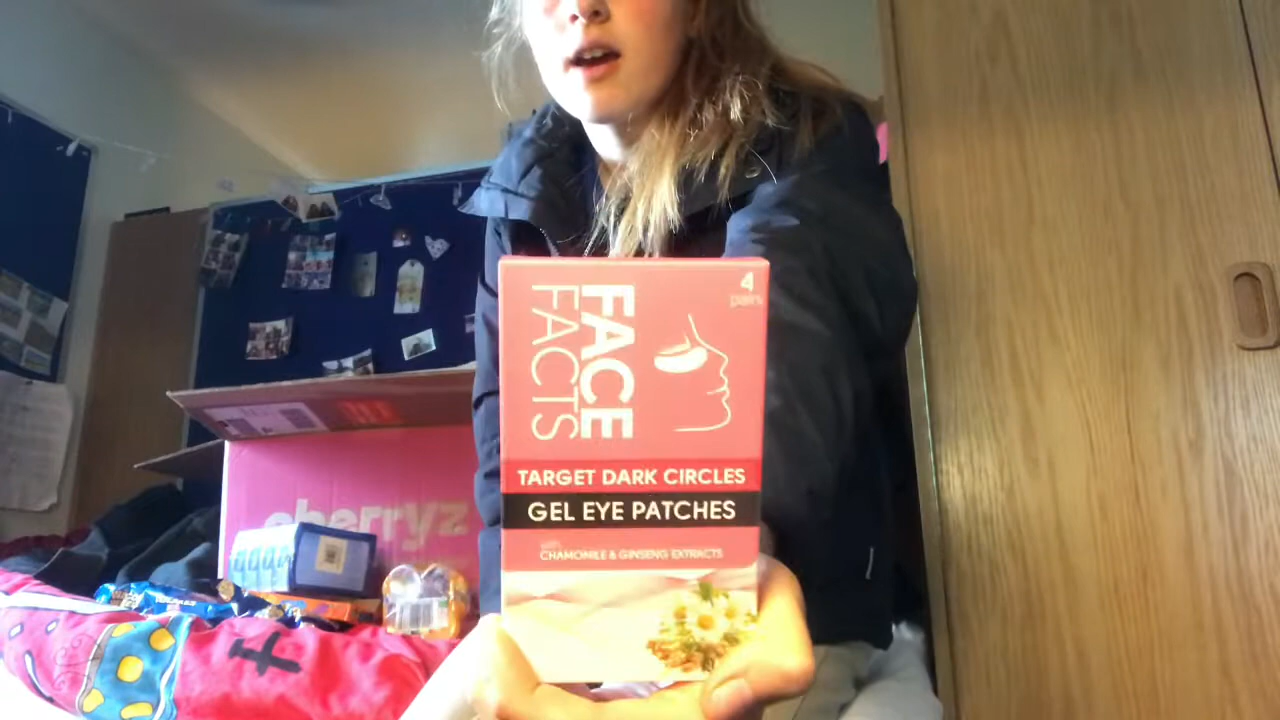 4
pairs
FACE
FACTS
TARGET DARK CIRCLES
GEL EYE PATCHES
with
CHAMOMILE & GINSENG EXTRACTS
cherryz